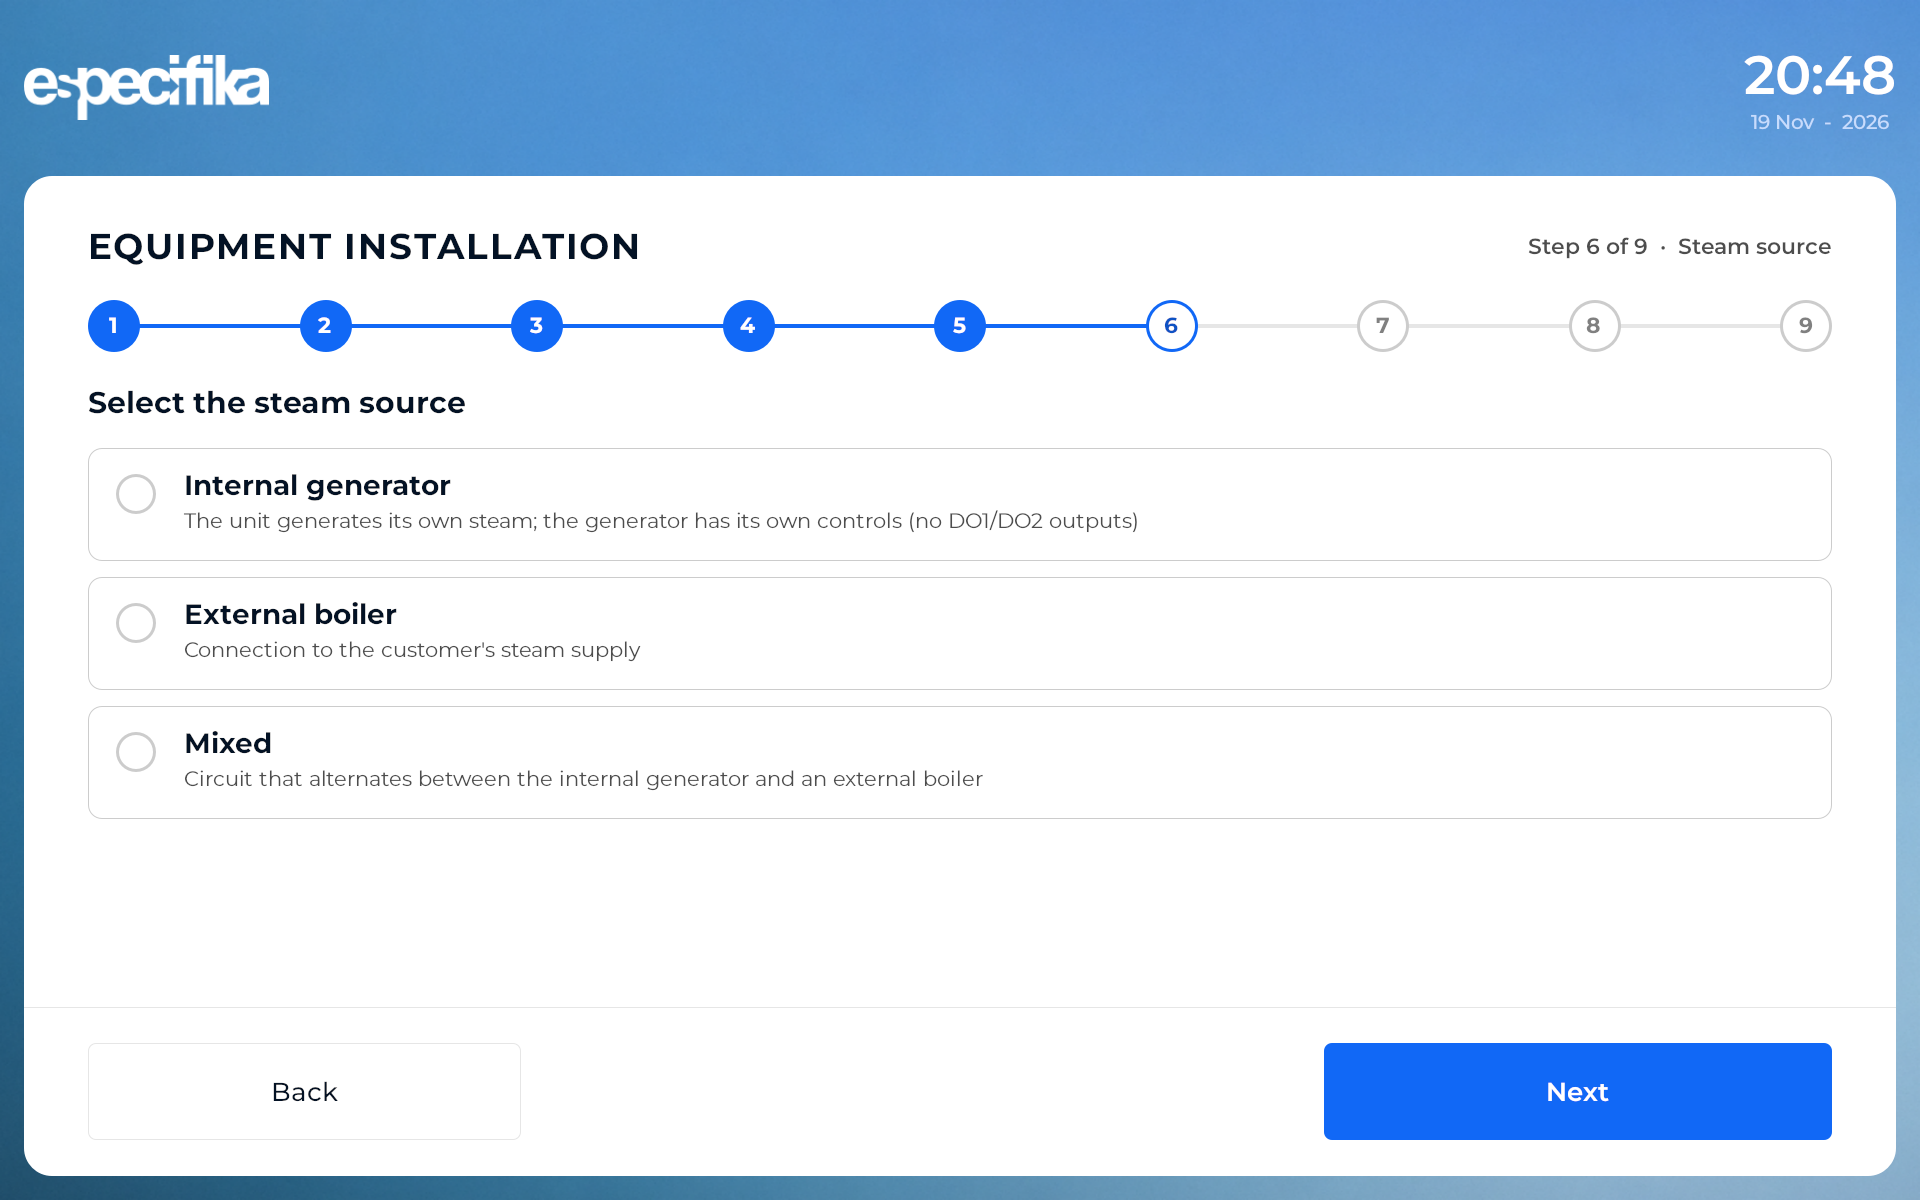 especifika
20:48
19 Nov - 2026
EQUIPMENT INSTALLATION
Step 6 of 9 · Steam source
1 2 3 4 5 6 7 8 9
Select the steam source
Internal generator
The unit generates its own steam; the generator has its own controls (no DO1/DO2 outputs)
External boiler
Connection to the customer's steam supply
Mixed
Circuit that alternates between the internal generator and an external boiler
Back
Next